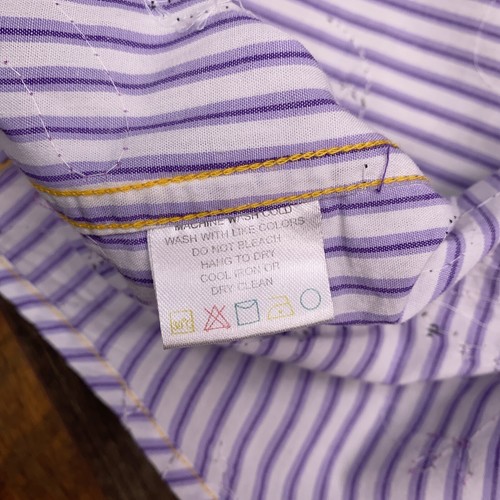 MACHINE WASH COLD
WASH WITH LIKE COLORS
DO NOT BLEACH
HANG TO DRY
COOL IRON OR
DRY CLEAN